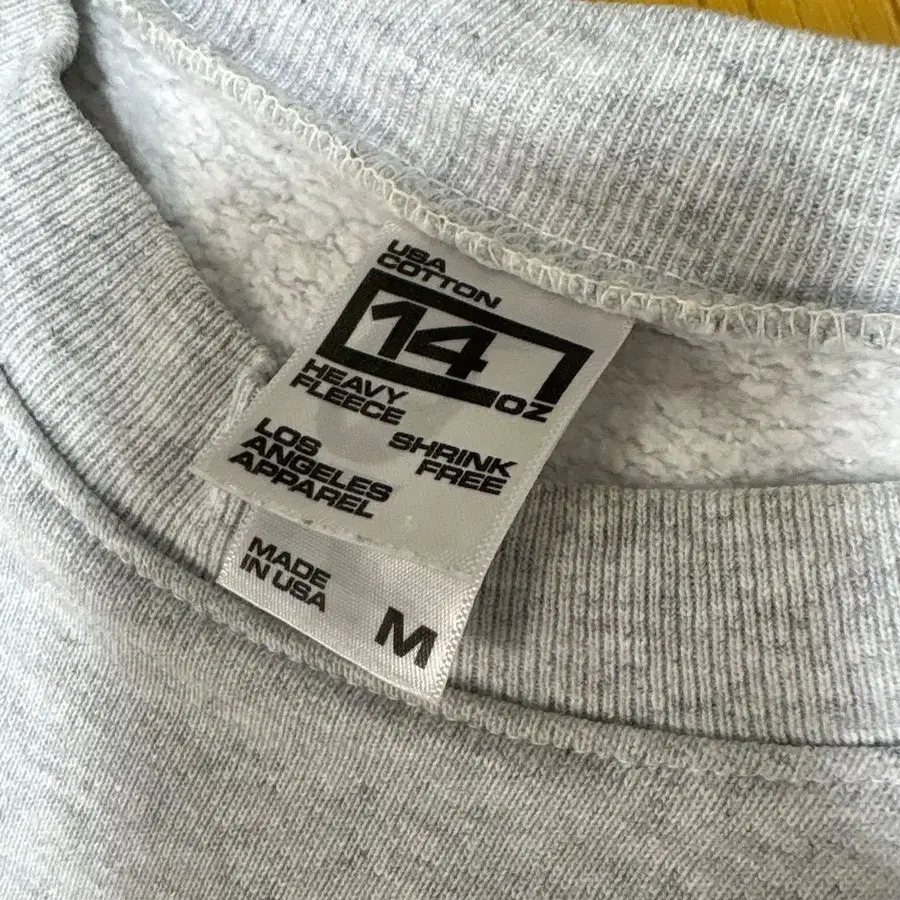 USA
COTTON
14 OZ
HEAVY
FLEECE
SHRINK
FREE
LOS
ANGELES
APPAREL
MADE
IN USA
M